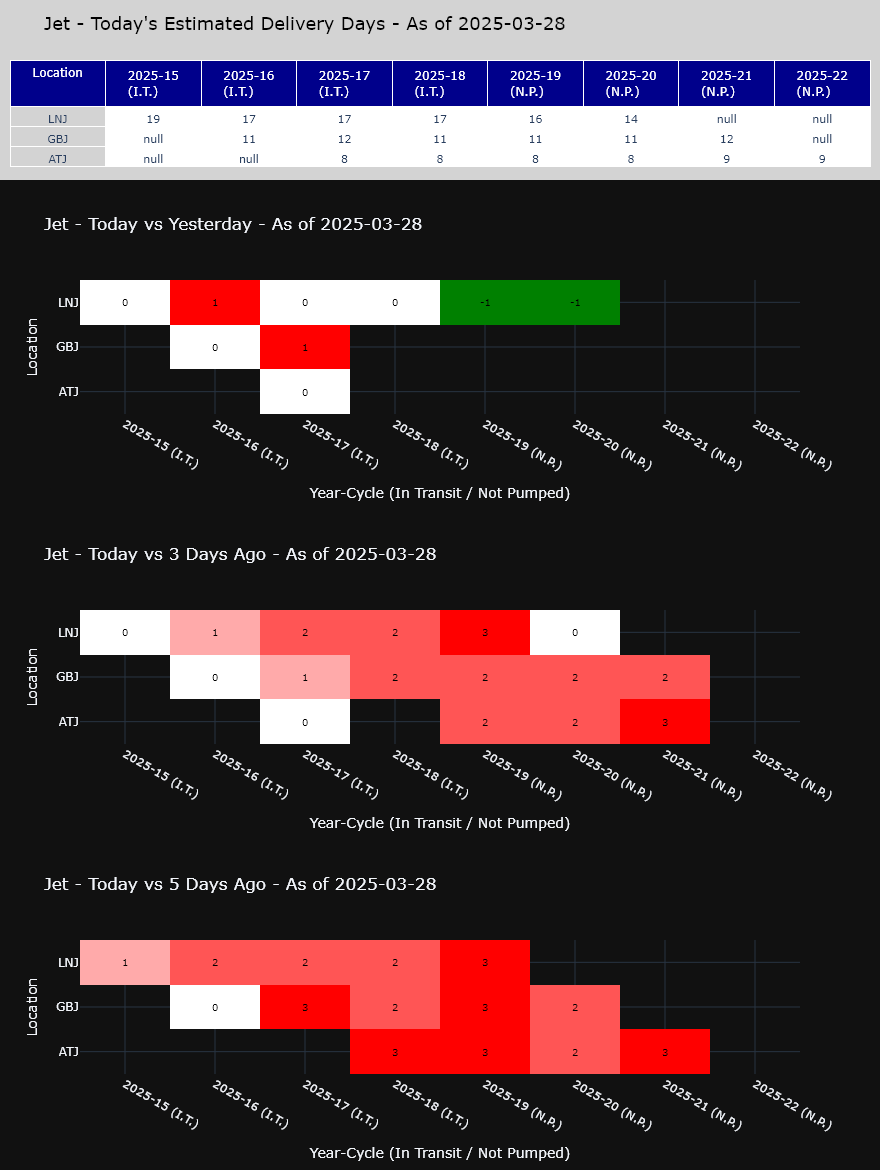 Jet - Today's Estimated Delivery Days - As of 2025-03-28
Location 2025-15 (I.T.) 2025-16 (I.T.) 2025-17 (I.T.) 2025-18 (I.T.) 2025-19 (N.P.) 2025-20 (N.P.) 2025-21 (N.P.) 2025-22 (N.P.)
LNJ 19 17 17 17 16 14 null null
GBJ null 11 12 11 11 11 12 null
ATJ null null 8 8 8 8 9 9
Jet - Today vs Yesterday - As of 2025-03-28
Location
LNJ 0 1 0 0 -1 -1
GBJ 0 1
ATJ 0
2025-15 (I.T.) 2025-16 (I.T.) 2025-17 (I.T.) 2025-18 (I.T.) 2025-19 (N.P.) 2025-20 (N.P.) 2025-21 (N.P.) 2025-22 (N.P.)
Year-Cycle (In Transit / Not Pumped)
Jet - Today vs 3 Days Ago - As of 2025-03-28
Location
LNJ 0 1 2 2 3 0
GBJ 0 1 2 2 2 2
ATJ 0 2 2 3
2025-15 (I.T.) 2025-16 (I.T.) 2025-17 (I.T.) 2025-18 (I.T.) 2025-19 (N.P.) 2025-20 (N.P.) 2025-21 (N.P.) 2025-22 (N.P.)
Year-Cycle (In Transit / Not Pumped)
Jet - Today vs 5 Days Ago - As of 2025-03-28
Location
LNJ 1 2 2 2 3
GBJ 0 3 2 3 2
ATJ 3 3 2 3
2025-15 (I.T.) 2025-16 (I.T.) 2025-17 (I.T.) 2025-18 (I.T.) 2025-19 (N.P.) 2025-20 (N.P.) 2025-21 (N.P.) 2025-22 (N.P.)
Year-Cycle (In Transit / Not Pumped)